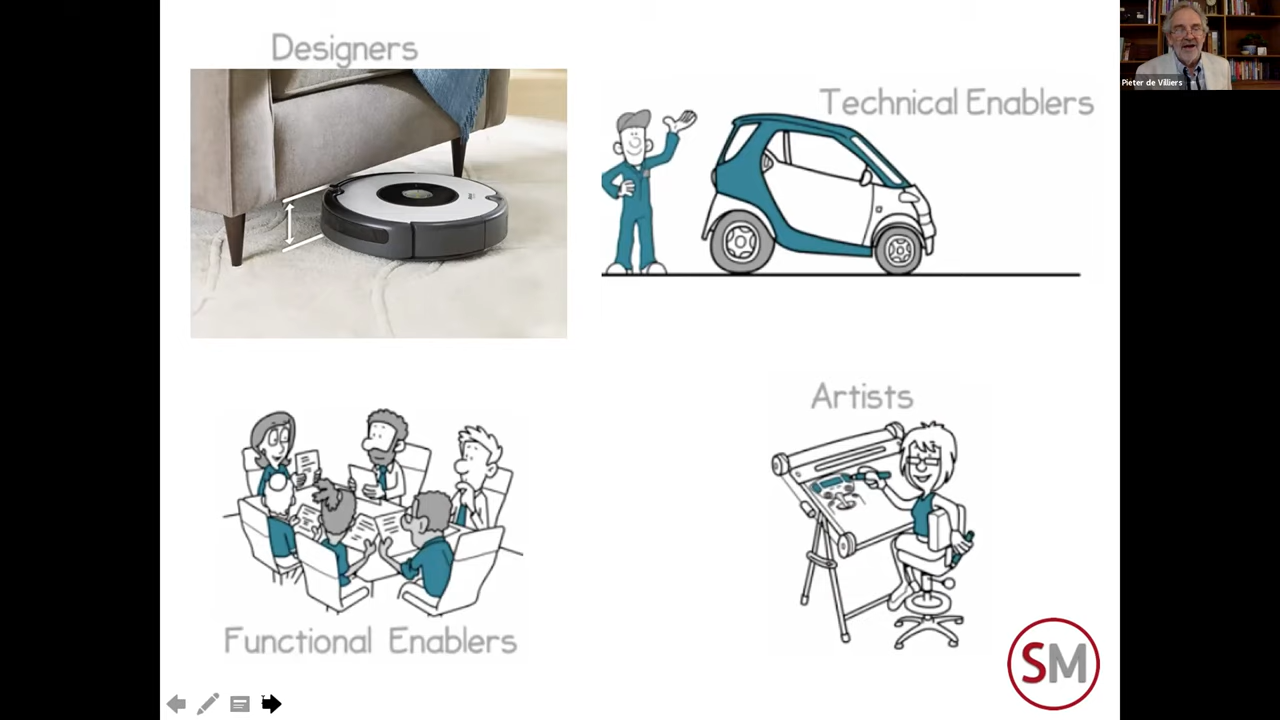 Designers
Technical Enablers
Pieter de Villiers
Artists
Functional Enablers
SM